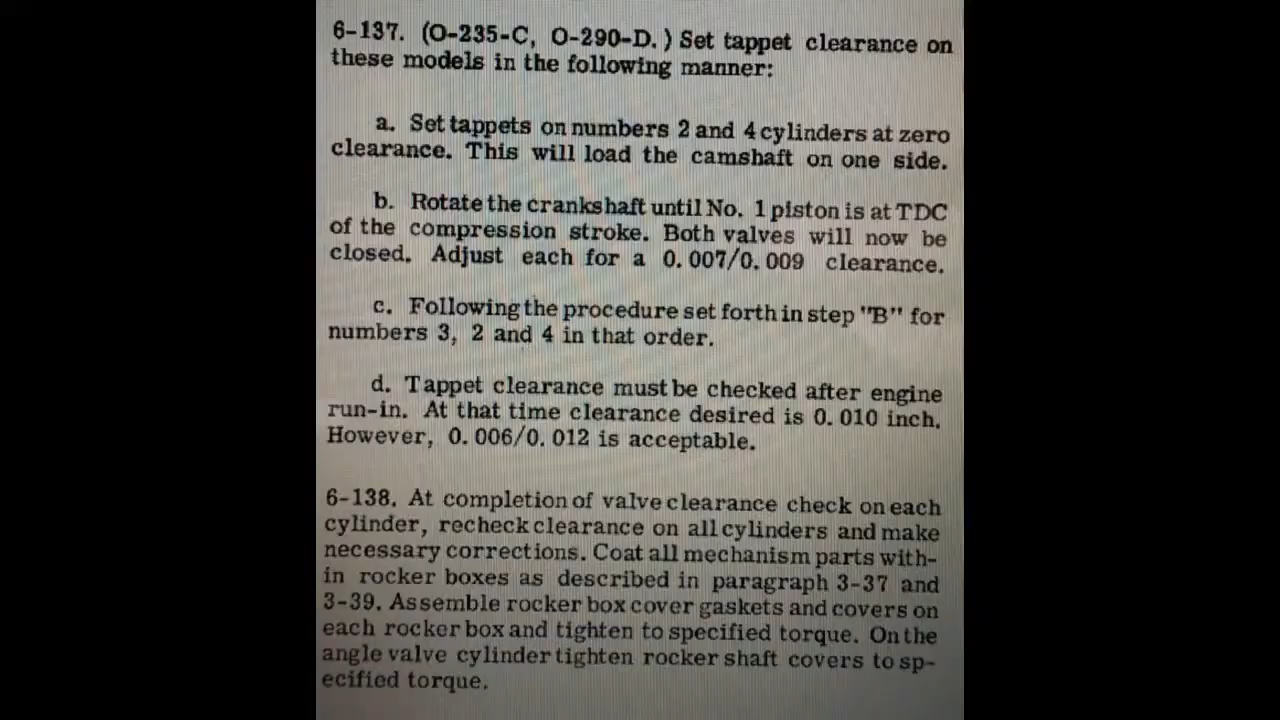 6-137. (O-235-C, O-290-D.) Set tappet clearance on
these models in the following manner:
a. Set tappets on numbers 2 and 4 cylinders at zero
clearance. This will load the camshaft on one side.
b. Rotate the crankshaft until No. 1 piston is at TDC
of the compression stroke. Both valves will now be
closed. Adjust each for a 0.007/0.009 clearance.
c. Following the procedure set forth in step "B" for
numbers 3, 2 and 4 in that order.
d. Tappet clearance must be checked after engine
run-in. At that time clearance desired is 0.010 inch.
However, 0.006/0.012 is acceptable.
6-138. At completion of valve clearance check on each
cylinder, recheck clearance on all cylinders and make
necessary corrections. Coat all mechanism parts with-
in rocker boxes as described in paragraph 3-37 and
3-39. Assemble rocker box cover gaskets and covers on
each rocker box and tighten to specified torque. On the
angle valve cylinder tighten rocker shaft covers to sp-
ecified torque.